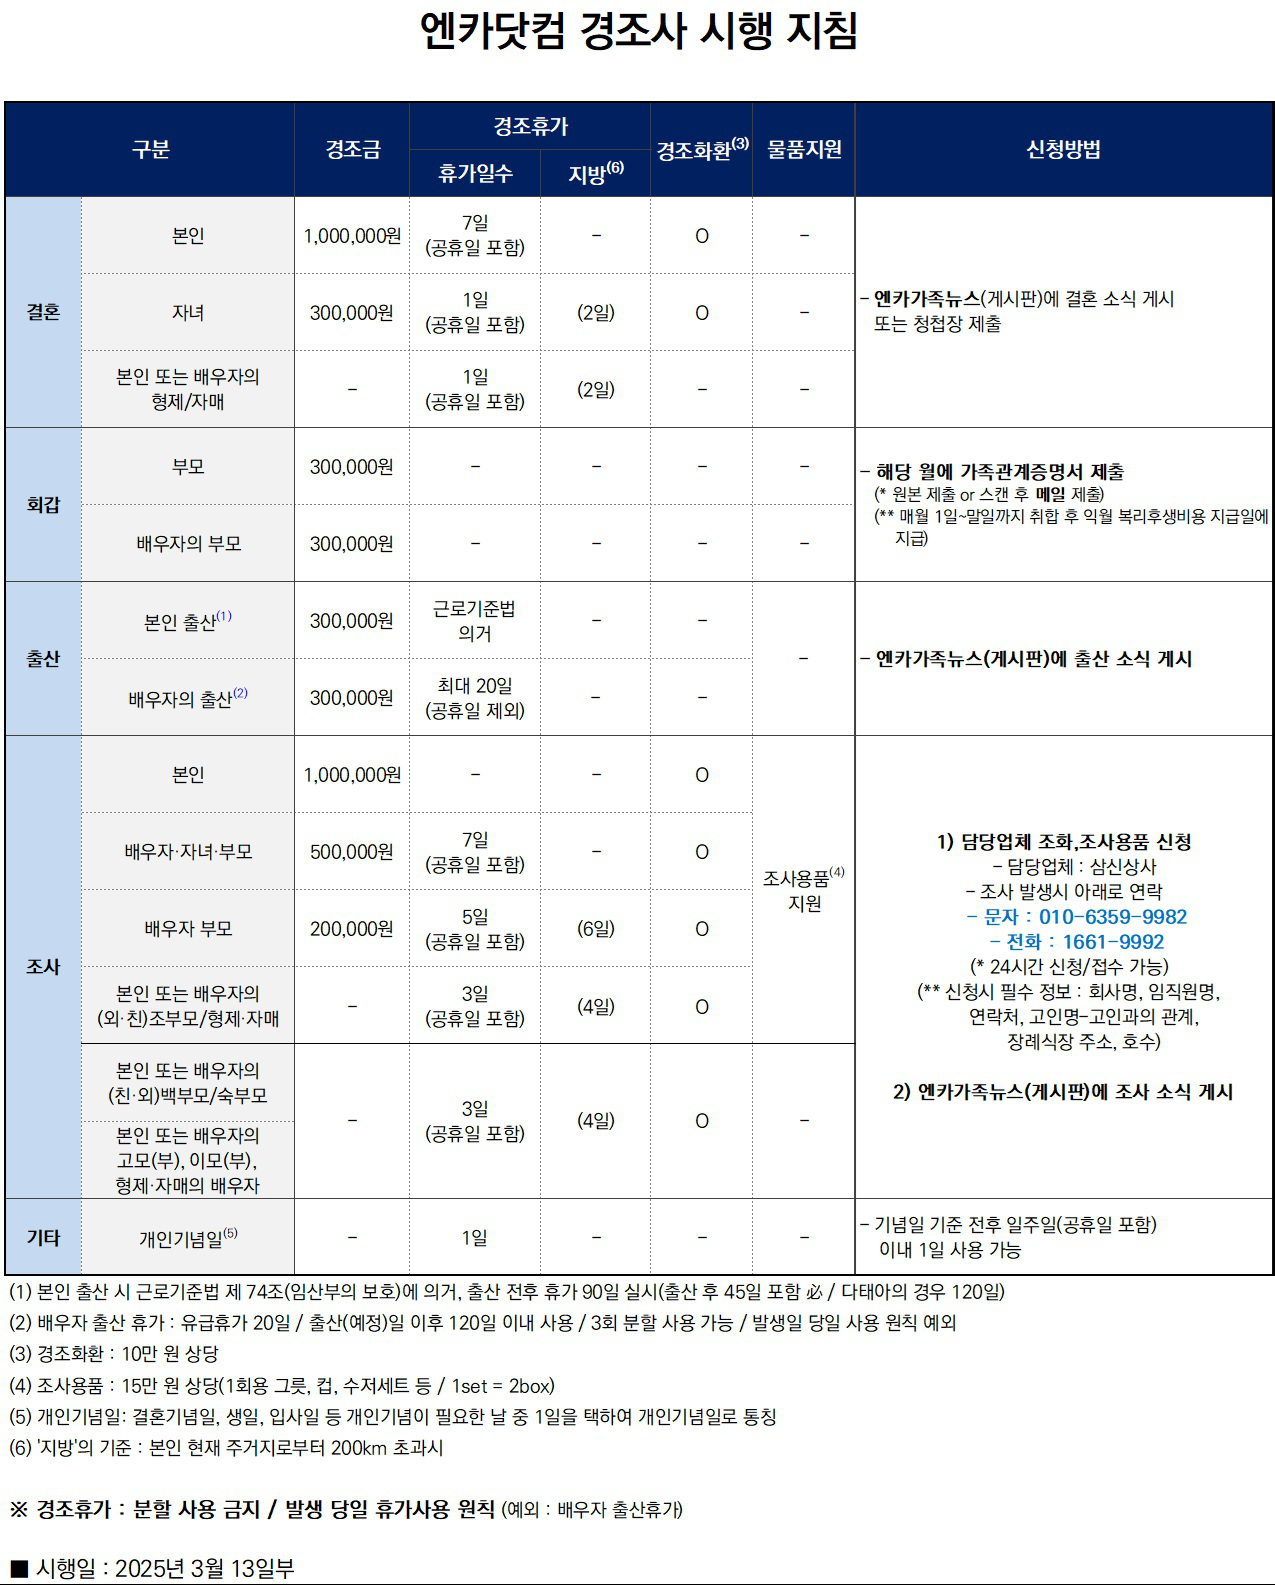 엔카닷컴 경조사 시행 지침
구분
경조금
경조휴가
휴가일수
지방(6)
경조화환(3)
물품지원
신청방법
결혼
본인
1,000,000원
7일
(공휴일 포함)
–
O
–
– 엔카가족뉴스(게시판)에 결혼 소식 게시
또는 청첩장 제출
자녀
300,000원
1일
(공휴일 포함)
(2일)
O
–
본인 또는 배우자의
형제/자매
–
1일
(공휴일 포함)
(2일)
–
–
회갑
부모
300,000원
–
–
–
–
– 해당 월에 가족관계증명서 제출
(* 원본 제출 or 스캔 후 메일 제출)
(** 매월 1일~말일까지 취합 후 익월 복리후생비용 지급일에
지급)
배우자의 부모
300,000원
–
–
–
–
출산
본인 출산(1)
300,000원
근로기준법
의거
–
–
–
– 엔카가족뉴스(게시판)에 출산 소식 게시
배우자의 출산(2)
300,000원
최대 20일
(공휴일 제외)
–
–
조사
본인
1,000,000원
–
–
O
조사용품(4)
지원
1) 담당업체 조화,조사용품 신청
– 담당업체 : 삼신상사
– 조사 발생시 아래로 연락
– 문자 : 010-6359-9982
– 전화 : 1661-9992
(* 24시간 신청/접수 가능)
(** 신청시 필수 정보 : 회사명, 임직원명,
연락처, 고인명-고인과의 관계,
장례식장 주소, 호수)
2) 엔카가족뉴스(게시판)에 조사 소식 게시
배우자·자녀·부모
500,000원
7일
(공휴일 포함)
–
O
배우자 부모
200,000원
5일
(공휴일 포함)
(6일)
O
본인 또는 배우자의
(외·친)조부모/형제·자매
–
3일
(공휴일 포함)
(4일)
O
본인 또는 배우자의
(친·외)백부모/숙부모
본인 또는 배우자의
고모(부), 이모(부),
형제·자매의 배우자
–
3일
(공휴일 포함)
(4일)
O
–
기타
개인기념일(5)
–
1일
–
–
–
– 기념일 기준 전후 일주일(공휴일 포함)
이내 1일 사용 가능
(1) 본인 출산 시 근로기준법 제 74조(임산부의 보호)에 의거, 출산 전후 휴가 90일 실시(출산 후 45일 포함 必 / 다태아의 경우 120일)
(2) 배우자 출산 휴가 : 유급휴가 20일 / 출산(예정)일 이후 120일 이내 사용 / 3회 분할 사용 가능 / 발생일 당일 사용 원칙 예외
(3) 경조화환 : 10만 원 상당
(4) 조사용품 : 15만 원 상당(1회용 그릇, 컵, 수저세트 등 / 1set = 2box)
(5) 개인기념일: 결혼기념일, 생일, 입사일 등 개인기념이 필요한 날 중 1일을 택하여 개인기념일로 통칭
(6) '지방'의 기준 : 본인 현재 주거지로부터 200km 초과시
※ 경조휴가 : 분할 사용 금지 / 발생 당일 휴가사용 원칙 (예외 : 배우자 출산휴가)
■ 시행일 : 2025년 3월 13일부